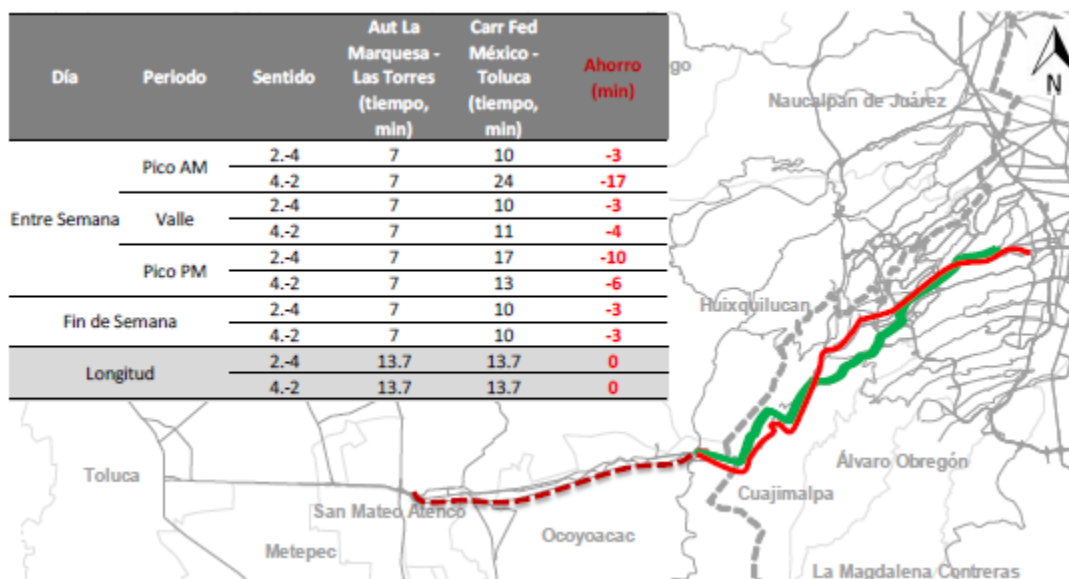 Día Periodo Sentido Aut La Marquesa - Las Torres (tiempo, min) Carr Fed México - Toluca (tiempo, min) Ahorro (min)
Entre Semana Pico AM 2.-4 7 10 -3
4.-2 7 24 -17
Valle 2.-4 7 10 -3
4.-2 7 11 -4
Pico PM 2.-4 7 17 -10
4.-2 7 13 -6
Fin de Semana 2.-4 7 10 -3
4.-2 7 10 -3
Longitud 2.-4 13.7 13.7 0
4.-2 13.7 13.7 0
go
N
Naucalpan de Juárez
Huixquilucan
Álvaro Obregón
Toluca
Cuajimalpa
San Mateo Atenco
Ocoyoacac
Metepec
La Magdalena Contreras